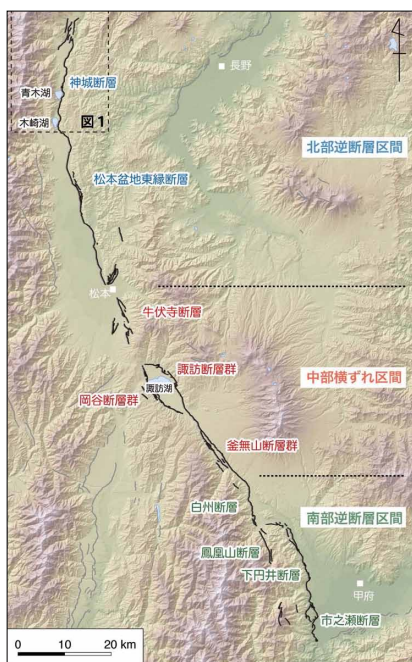 長野
神城断層
青木湖
木崎湖
図1
北部逆断層区間
松本盆地東縁断層
松本
牛伏寺断層
諏訪断層群
中部横ずれ区間
諏訪湖
岡谷断層群
釜無山断層群
白州断層
南部逆断層区間
鳳凰山断層
下円井断層
甲府
市之瀬断層
0 10 20 km